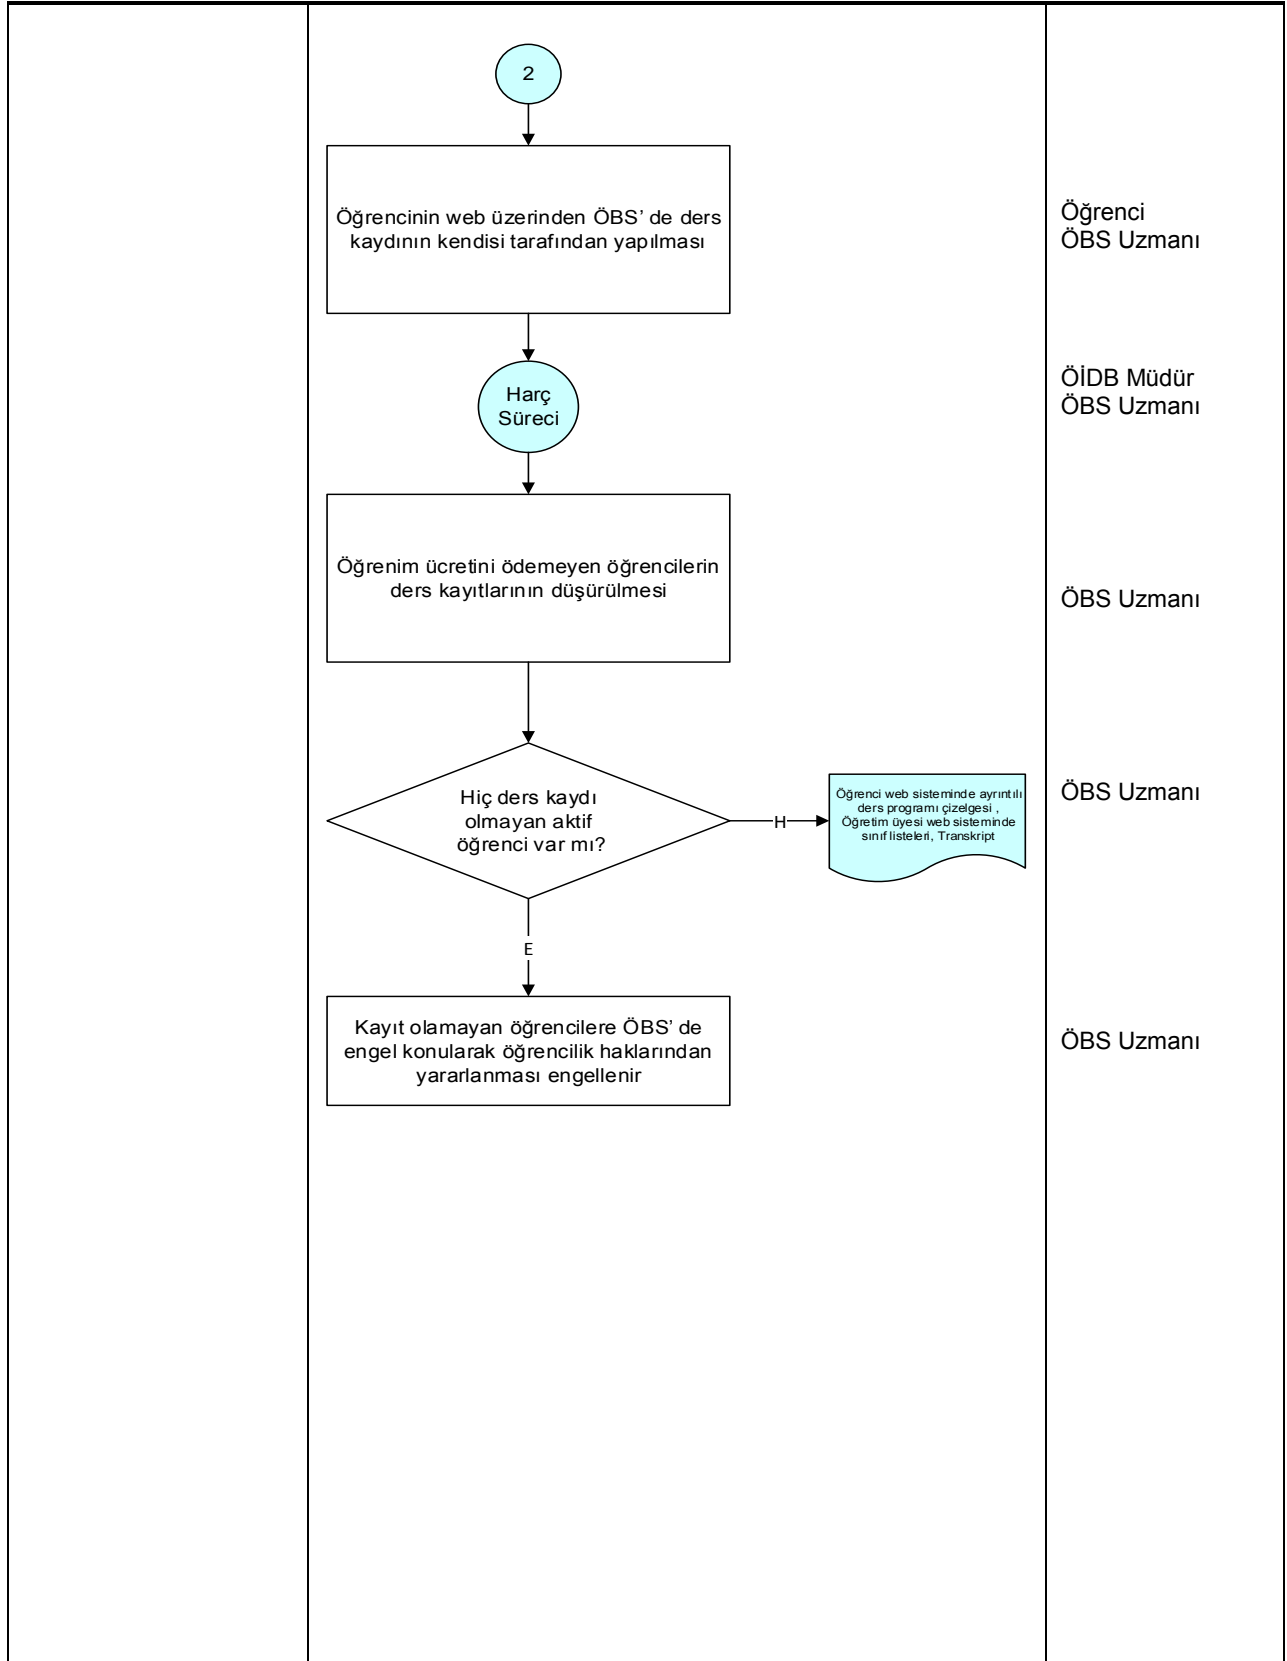 2
Öğrencinin web üzerinden ÖBS’ de ders
kaydının kendisi tarafından yapılması
Öğrenci
ÖBS Uzmanı
Harç
Süreci
ÖİDB Müdür
ÖBS Uzmanı
Öğrenim ücretini ödemeyen öğrencilerin
ders kayıtlarının düşürülmesi
ÖBS Uzmanı
Hiç ders kaydı
olmayan aktif
öğrenci var mı?
H
Öğrenci web sisteminde ayrıntılı
ders programı çizelgesi ,
Öğretim üyesi web sisteminde
sınıf listeleri, Transkript
ÖBS Uzmanı
E
Kayıt olamayan öğrencilere ÖBS’ de
engel konularak öğrencilik haklarından
yararlanması engellenir
ÖBS Uzmanı